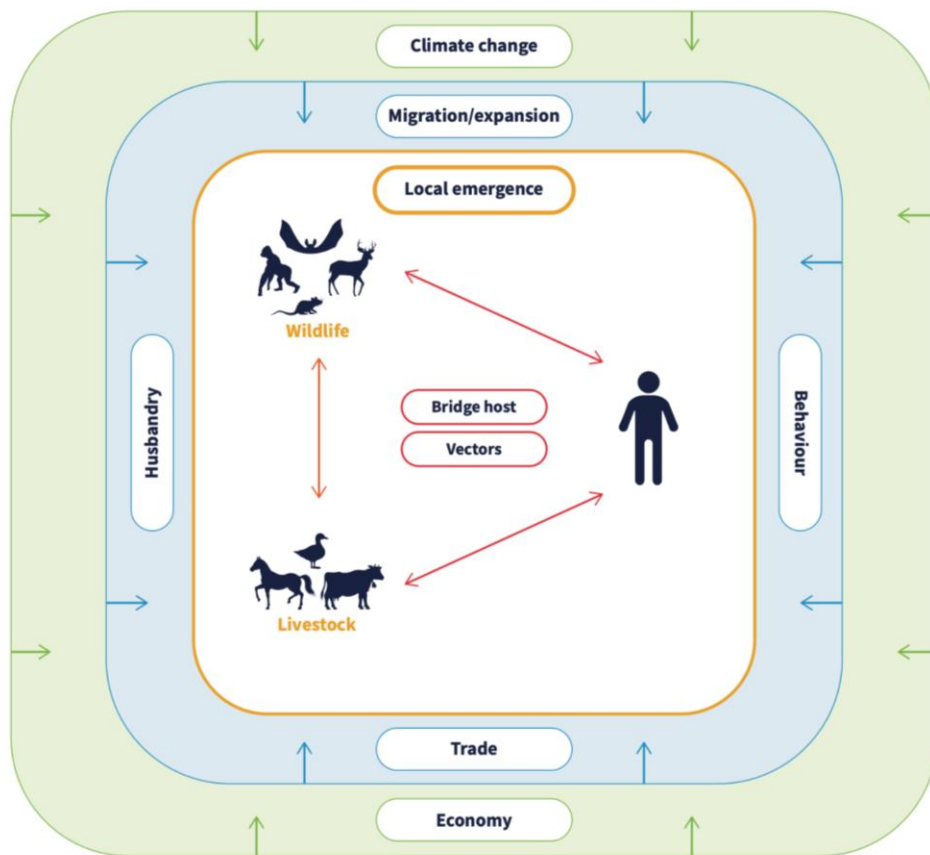 Climate change
Migration/expansion
Local emergence
Wildlife
Husbandry
Bridge host
Vectors
Behaviour
Livestock
Trade
Economy